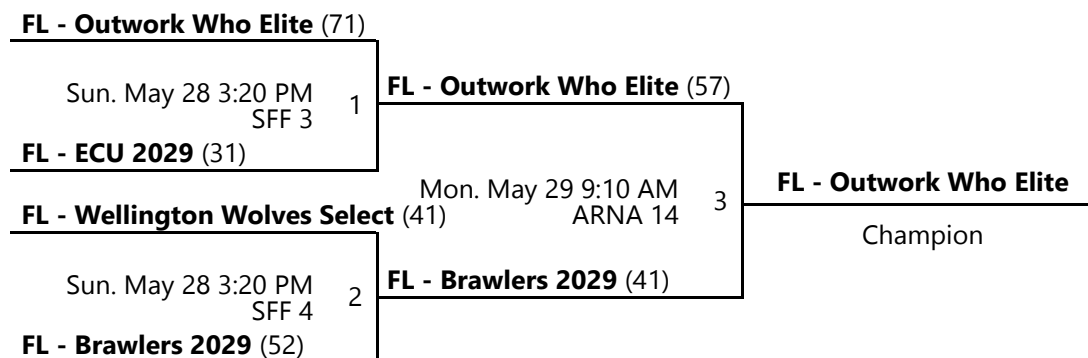 FL - Outwork Who Elite (71)
Sun. May 28 3:20 PM
SFF 3
1
FL - Outwork Who Elite (57)
FL - ECU 2029 (31)
Mon. May 29 9:10 AM
ARNA 14
3
FL - Outwork Who Elite
Champion
FL - Wellington Wolves Select (41)
Sun. May 28 3:20 PM
SFF 4
2
FL - Brawlers 2029 (41)
FL - Brawlers 2029 (52)